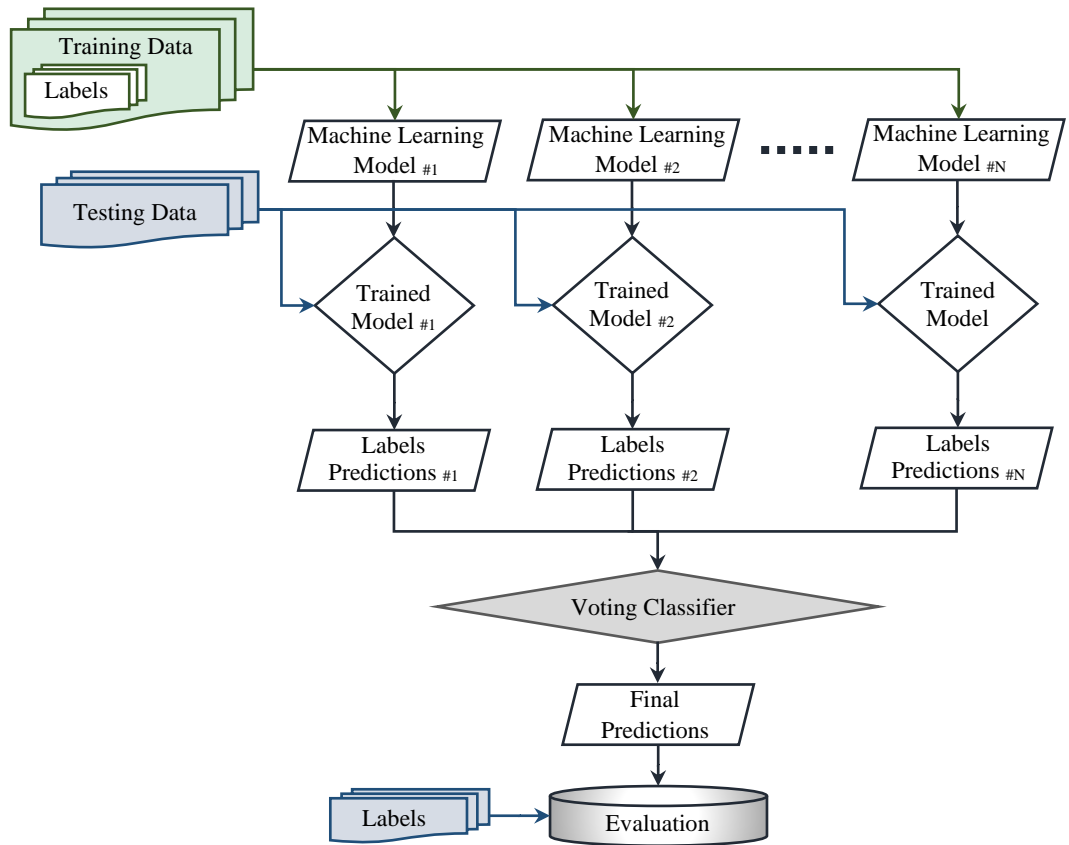 Training Data
Labels
Machine Learning
Model #1
Machine Learning
Model #2
Machine Learning
Model #N
Testing Data
Trained
Model #1
Trained
Model #2
Trained
Model
Labels
Predictions #1
Labels
Predictions #2
Labels
Predictions #N
Voting Classifier
Final
Predictions
Labels
Evaluation